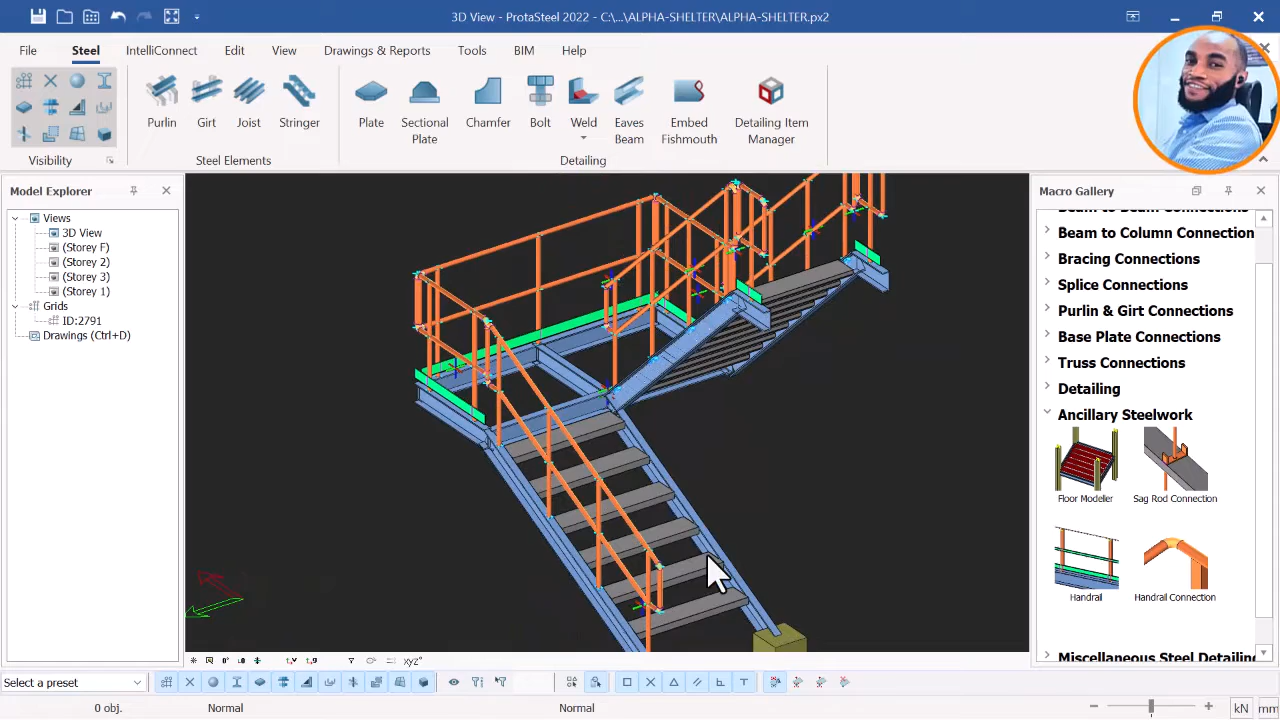 3D View - ProtaSteel 2022 - C:\...\ALPHA-SHELTER\ALPHA-SHELTER.px2
File Steel IntelliConnect Edit View Drawings & Reports Tools BIM Help
Purlin Girt Joist Stringer Plate Sectional Plate Chamfer Bolt Weld Eaves Beam Embed Fishmouth Detailing Item Manager
Visibility Steel Elements Detailing
Model Explorer
Views
3D View
(Storey F)
(Storey 2)
(Storey 3)
(Storey 1)
Grids
ID:2791
Drawings (Ctrl+D)
Macro Gallery
Beam to Beam Connections
Beam to Column Connection
Bracing Connections
Splice Connections
Purlin & Girt Connections
Base Plate Connections
Truss Connections
Detailing
Ancillary Steelwork
Floor Modeller Sag Rod Connection
Handrail Handrail Connection
Miscellaneous Steel Detailing
xyz°
Select a preset
0 obj. Normal Normal kN mm